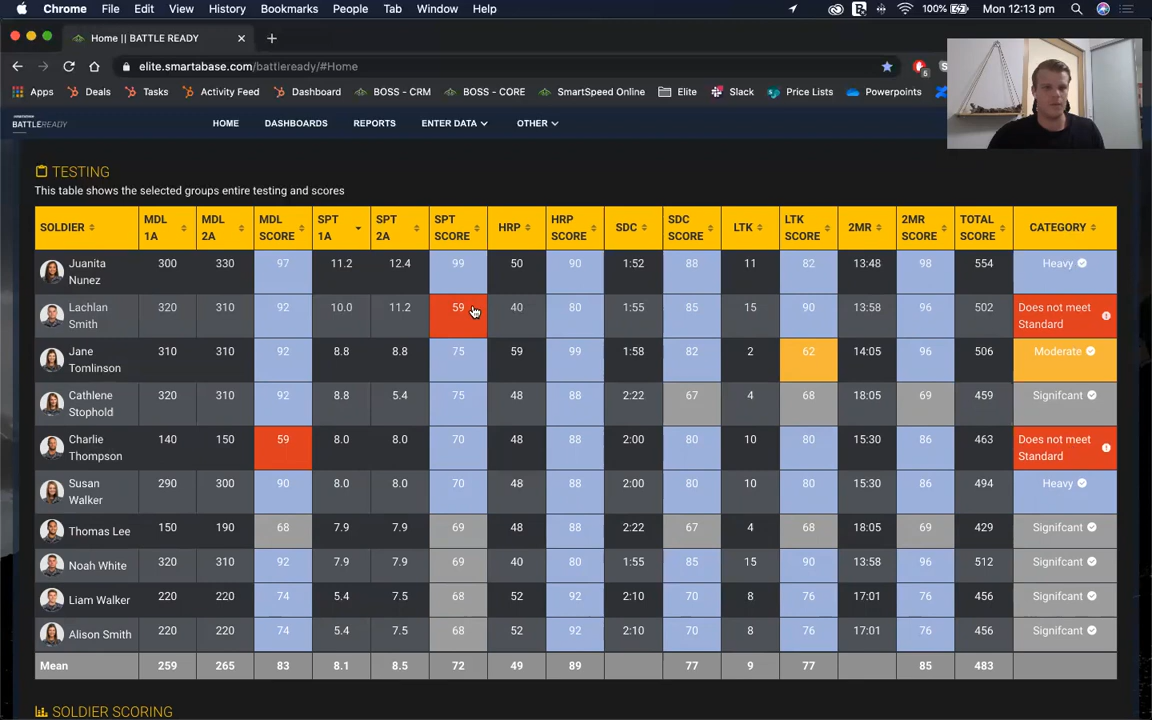 Chrome File Edit View History Bookmarks People Tab Window Help 100% Mon 12:13 pm
Home || BATTLE READY
elite.smartabase.com/battleready/#Home 5 S
Apps Deals Tasks Activity Feed Dashboard BOSS - CRM BOSS - CORE SmartSpeed Online Elite Slack Price Lists Powerpoints
BATTLEREADY HOME DASHBOARDS REPORTS ENTER DATA OTHER
TESTING
This table shows the selected groups entire testing and scores
SOLDIER MDL 1A MDL 2A MDL SCORE SPT 1A SPT 2A SPT SCORE HRP HRP SCORE SDC SDC SCORE LTK LTK SCORE 2MR 2MR SCORE TOTAL SCORE CATEGORY
Juanita Nunez 300 330 97 11.2 12.4 99 50 90 1:52 88 11 82 13:48 98 554 Heavy
Lachlan Smith 320 310 92 10.0 11.2 59 40 80 1:55 85 15 90 13:58 96 502 Does not meet Standard
Jane Tomlinson 310 310 92 8.8 8.8 75 59 99 1:58 82 2 62 14:05 96 506 Moderate
Cathlene Stophold 320 310 92 8.8 5.4 75 48 88 2:22 67 4 68 18:05 69 459 Signifcant
Charlie Thompson 140 150 59 8.0 8.0 70 48 88 2:00 80 10 80 15:30 86 463 Does not meet Standard
Susan Walker 290 300 90 8.0 8.0 70 48 88 2:00 80 10 80 15:30 86 494 Heavy
Thomas Lee 150 190 68 7.9 7.9 69 48 88 2:22 67 4 68 18:05 69 429 Signifcant
Noah White 320 310 92 7.9 7.9 69 40 80 1:55 85 15 90 13:58 96 512 Signifcant
Liam Walker 220 220 74 5.4 7.5 68 52 92 2:10 70 8 76 17:01 76 456 Signifcant
Alison Smith 220 220 74 5.4 7.5 68 52 92 2:10 70 8 76 17:01 76 456 Signifcant
Mean 259 265 83 8.1 8.5 72 49 89 77 9 77 85 483
SOLDIER SCORING